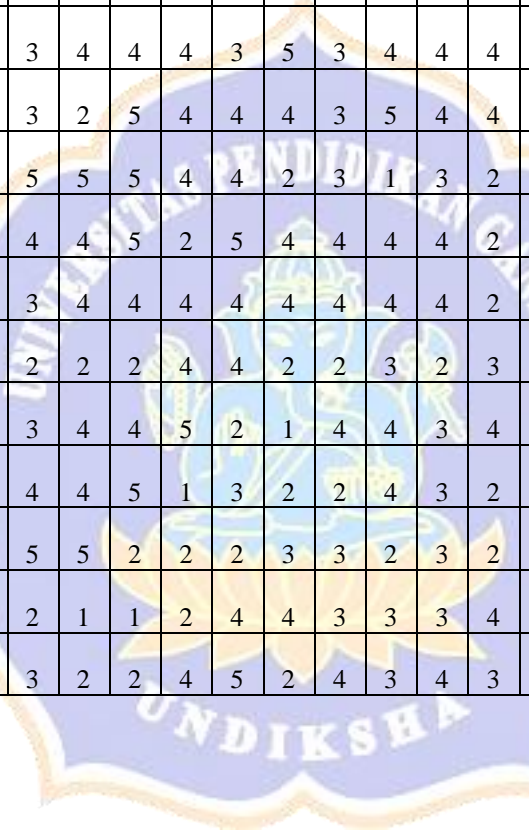 3 4 4 4 3 5 3 4 4 4
3 2 5 4 4 4 3 5 4 4
5 5 5 4 4 2 3 1 3 2
4 4 5 2 5 4 4 4 4 2
3 4 4 4 4 4 4 4 4 2
2 2 2 4 4 2 2 3 2 3
3 4 4 5 2 1 4 4 3 4
4 4 5 1 3 2 2 4 3 2
5 5 2 2 2 3 3 2 3 2
2 1 1 2 4 4 3 3 3 4
3 2 2 4 5 2 4 3 4 3
UNIVERSITAS PENDIDIKAN GAN
UNDIKSHA